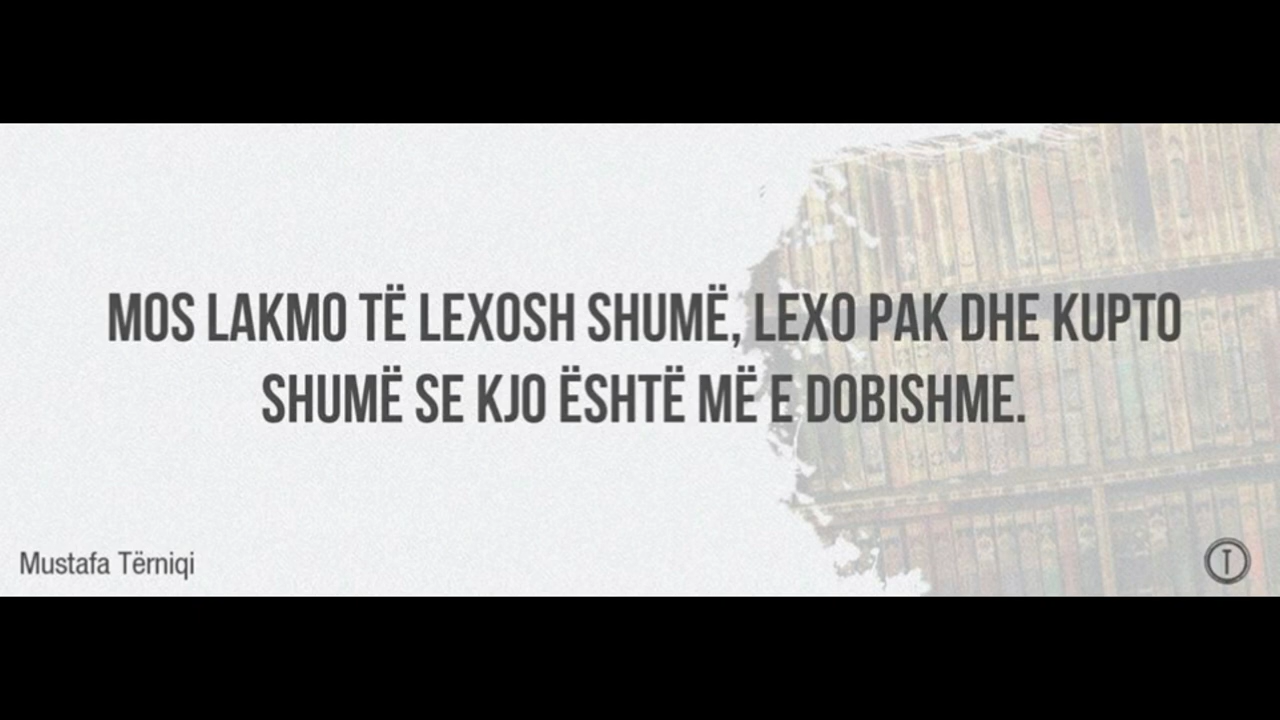 MOS LAKMO TË LEXOSH SHUMË, LEXO PAK DHE KUPTO
SHUMË SE KJO ËSHTË MË E DOBISHME.
Mustafa Tërniqi
T